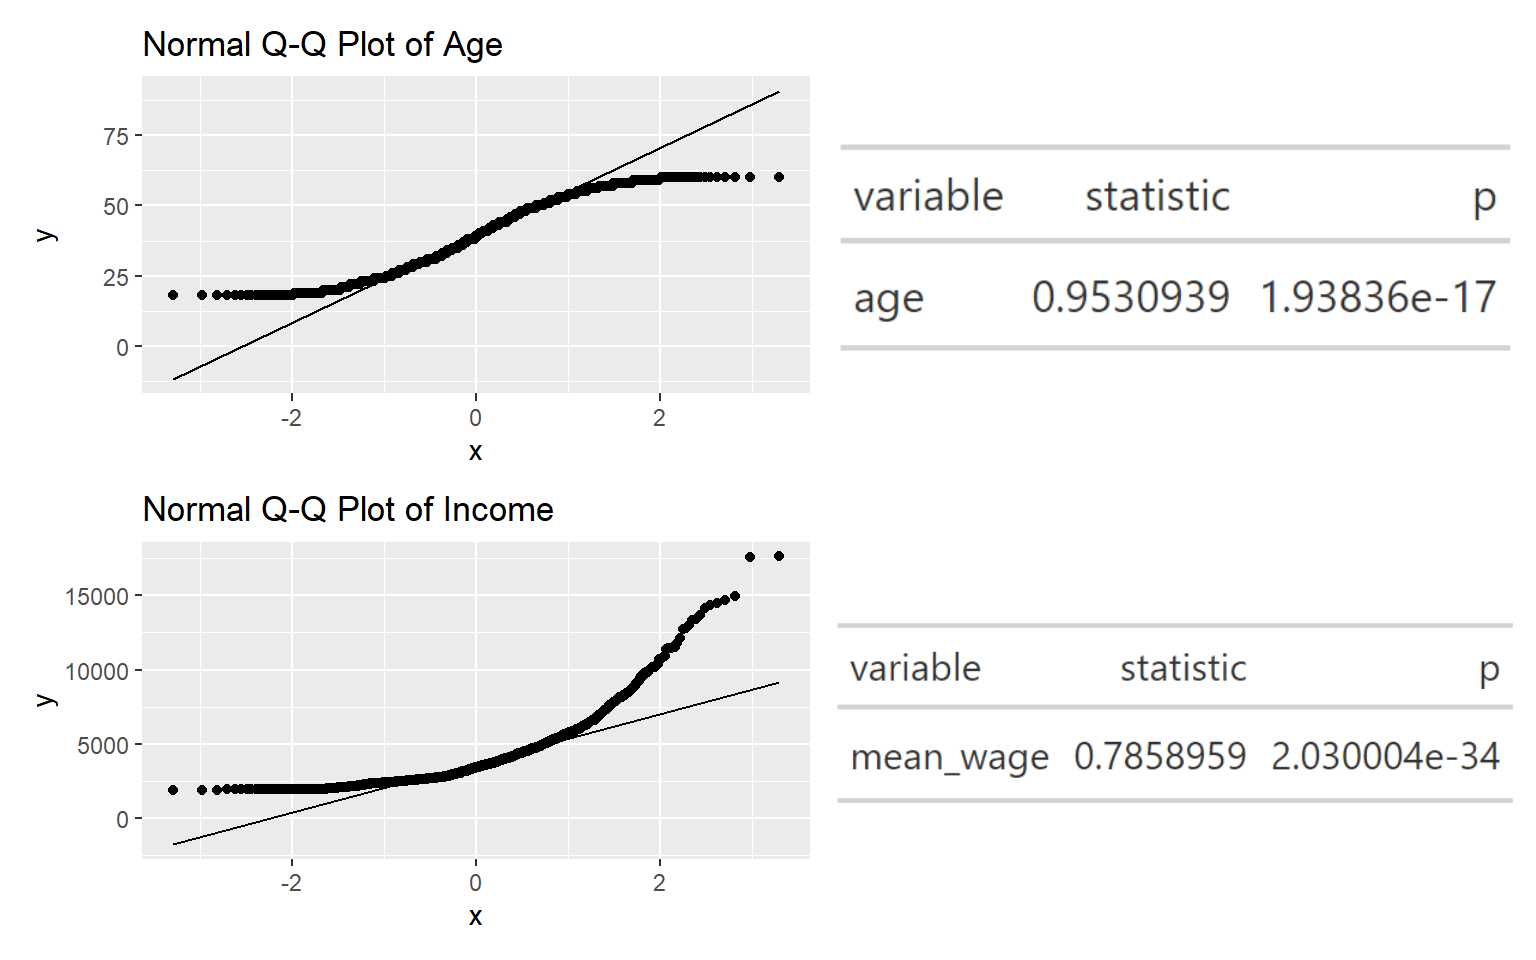 Normal Q-Q Plot of Age
y
75
50
25
0
-2 0 2
x
variable statistic p
age 0.9530939 1.93836e-17
Normal Q-Q Plot of Income
y
15000
10000
5000
0
-2 0 2
x
variable statistic p
mean_wage 0.7858959 2.030004e-34